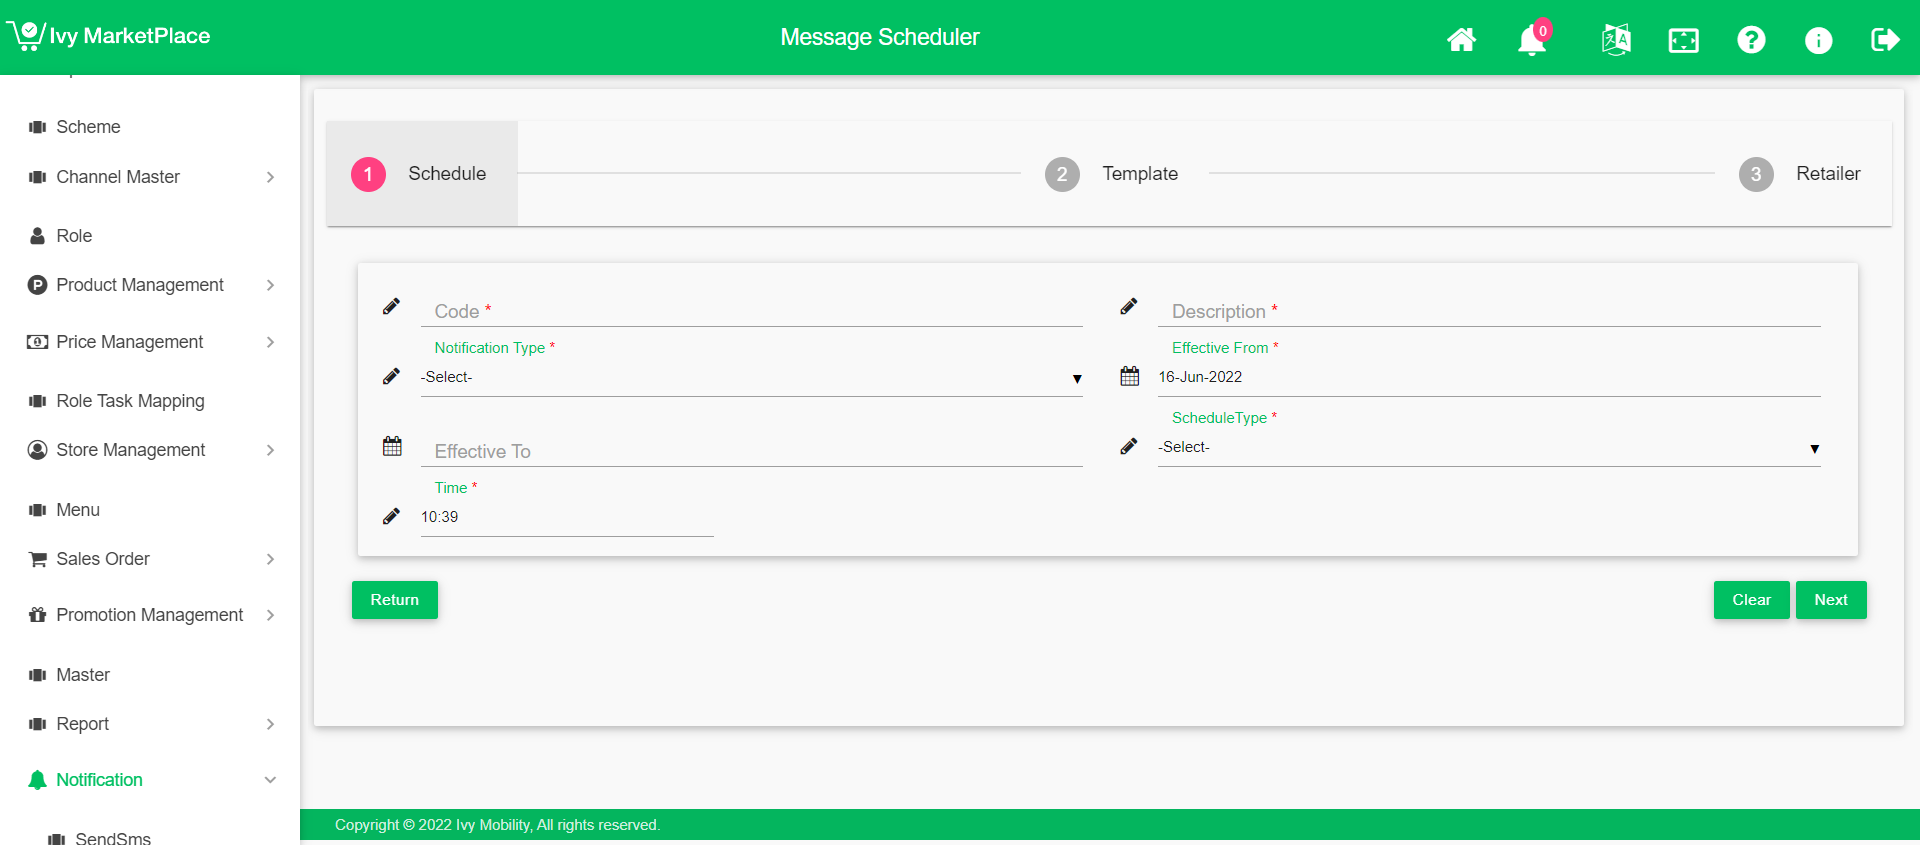 Ivy MarketPlace
Message Scheduler
0
Scheme
Channel Master
Role
Product Management
Price Management
Role Task Mapping
Store Management
Menu
Sales Order
Promotion Management
Master
Report
Notification
SendSms
1 Schedule
2 Template
3 Retailer
Code *
Description *
Notification Type *
-Select-
Effective From *
16-Jun-2022
Effective To
ScheduleType *
-Select-
Time *
10:39
Return
Clear
Next
Copyright © 2022 Ivy Mobility, All rights reserved.